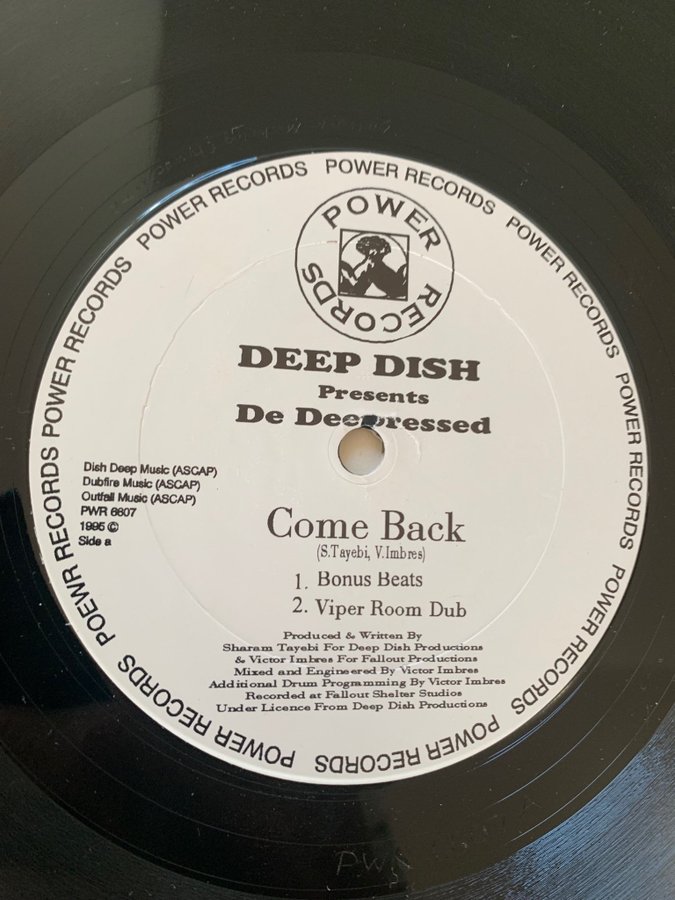 POWER RECORDS
POWER RECORDS
POWER RECORDS
POWER RECORDS
POWER RECORDS
POWER RECORDS
POEWR RECORDS
POWER RECORDS
POWER RECORDS
POWER RECORDS
DEEP DISH
Presents
De Deepressed
Dish Deep Music (ASCAP)
Dubfire Music (ASCAP)
Outfall Music (ASCAP)
PWR 6607
1995 ©
Side a
Come Back
(S.Tayebi, V.Imbres)
1. Bonus Beats
2. Viper Room Dub
Produced & Written By
Sharam Tayebi For Deep Dish Productions
& Victor Imbres For Fallout Productions
Mixed and Engineered By Victor Imbres
Additional Drum Programming By Victor Imbres
Recorded at Fallout Shelter Studios
Under Licence From Deep Dish Productions